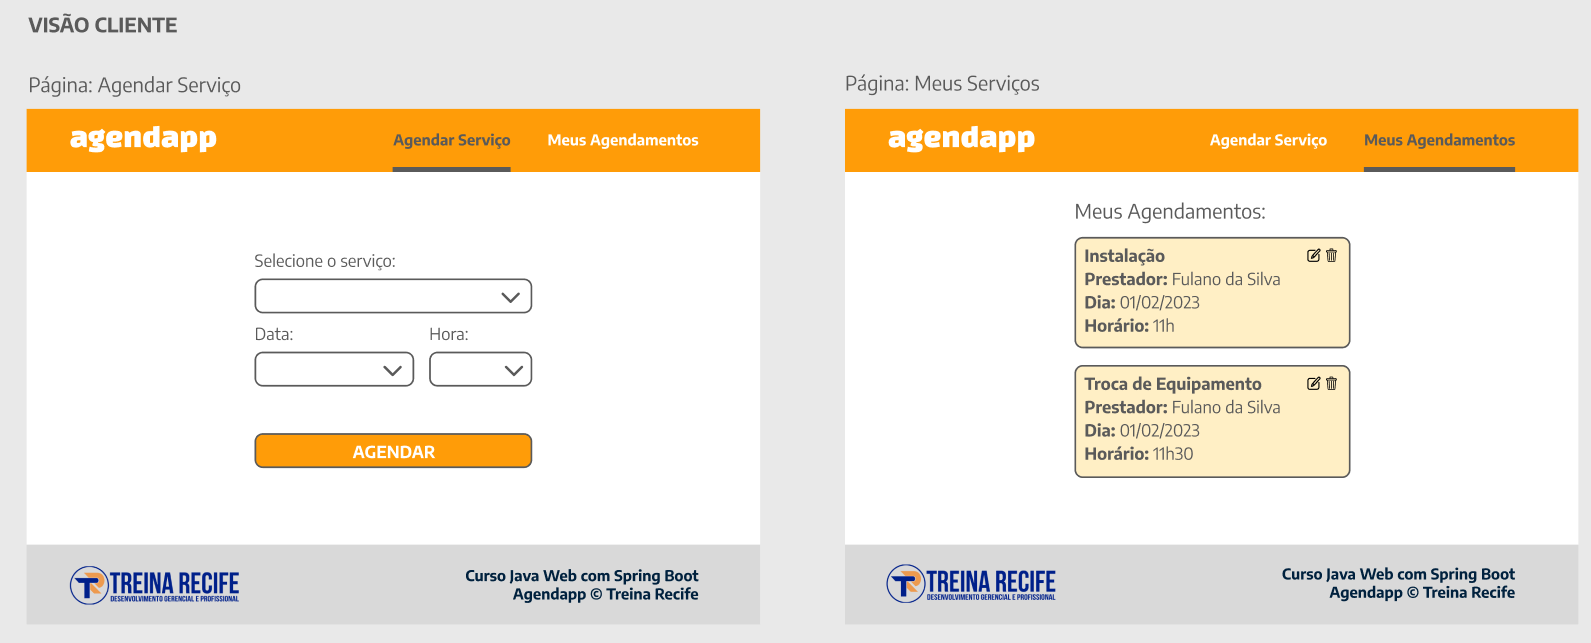 VISÃO CLIENTE
Página: Agendar Serviço
agendapp
Agendar Serviço
Meus Agendamentos
Selecione o serviço:
Data:
Hora:
AGENDAR
TREINA RECIFE
DESENVOLVIMENTO GERENCIAL E PROFISSIONAL
Curso Java Web com Spring Boot
Agendapp © Treina Recife
Página: Meus Serviços
agendapp
Agendar Serviço
Meus Agendamentos
Meus Agendamentos:
Instalação
Prestador: Fulano da Silva
Dia: 01/02/2023
Horário: 11h
Troca de Equipamento
Prestador: Fulano da Silva
Dia: 01/02/2023
Horário: 11h30
TREINA RECIFE
DESENVOLVIMENTO GERENCIAL E PROFISSIONAL
Curso Java Web com Spring Boot
Agendapp © Treina Recife